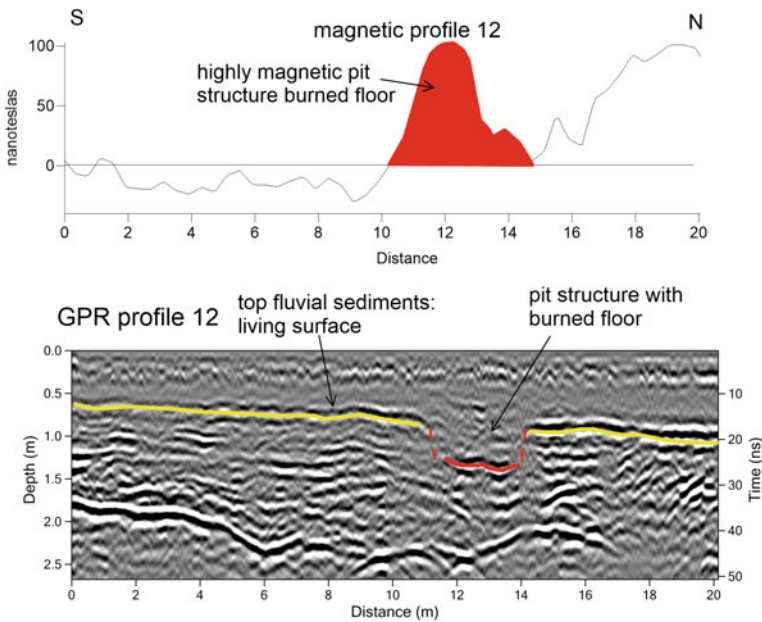 S
N
magnetic profile 12
highly magnetic pit
structure burned floor
nanoteslas
100
50
0
0 2 4 6 8 10 12 14 16 18 20
Distance
top fluvial sediments:
living surface
pit structure with
burned floor
GPR profile 12
Depth (m)
0.0
0.5
1.0
1.5
2.0
2.5
10
20
30
40
50
Time (ns)
0 2 4 6 8 10 12 14 16 18 20
Distance (m)